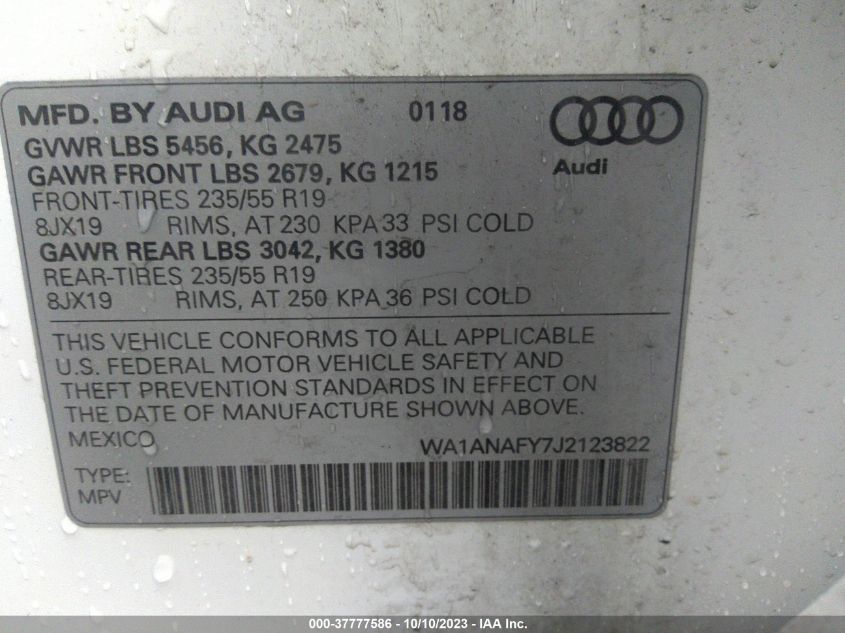 MFD. BY AUDI AG 0118
GVWR LBS 5456, KG 2475
GAWR FRONT LBS 2679, KG 1215
Audi
FRONT-TIRES 235/55 R19
8JX19 RIMS, AT 230 KPA 33 PSI COLD
GAWR REAR LBS 3042, KG 1380
REAR-TIRES 235/55 R19
8JX19 RIMS, AT 250 KPA 36 PSI COLD
THIS VEHICLE CONFORMS TO ALL APPLICABLE
U.S. FEDERAL MOTOR VEHICLE SAFETY AND
THEFT PREVENTION STANDARDS IN EFFECT ON
THE DATE OF MANUFACTURE SHOWN ABOVE.
MEXICO WA1ANAFY7J2123822
TYPE:
MPV
000-37777586 - 10/10/2023 - IAA Inc.